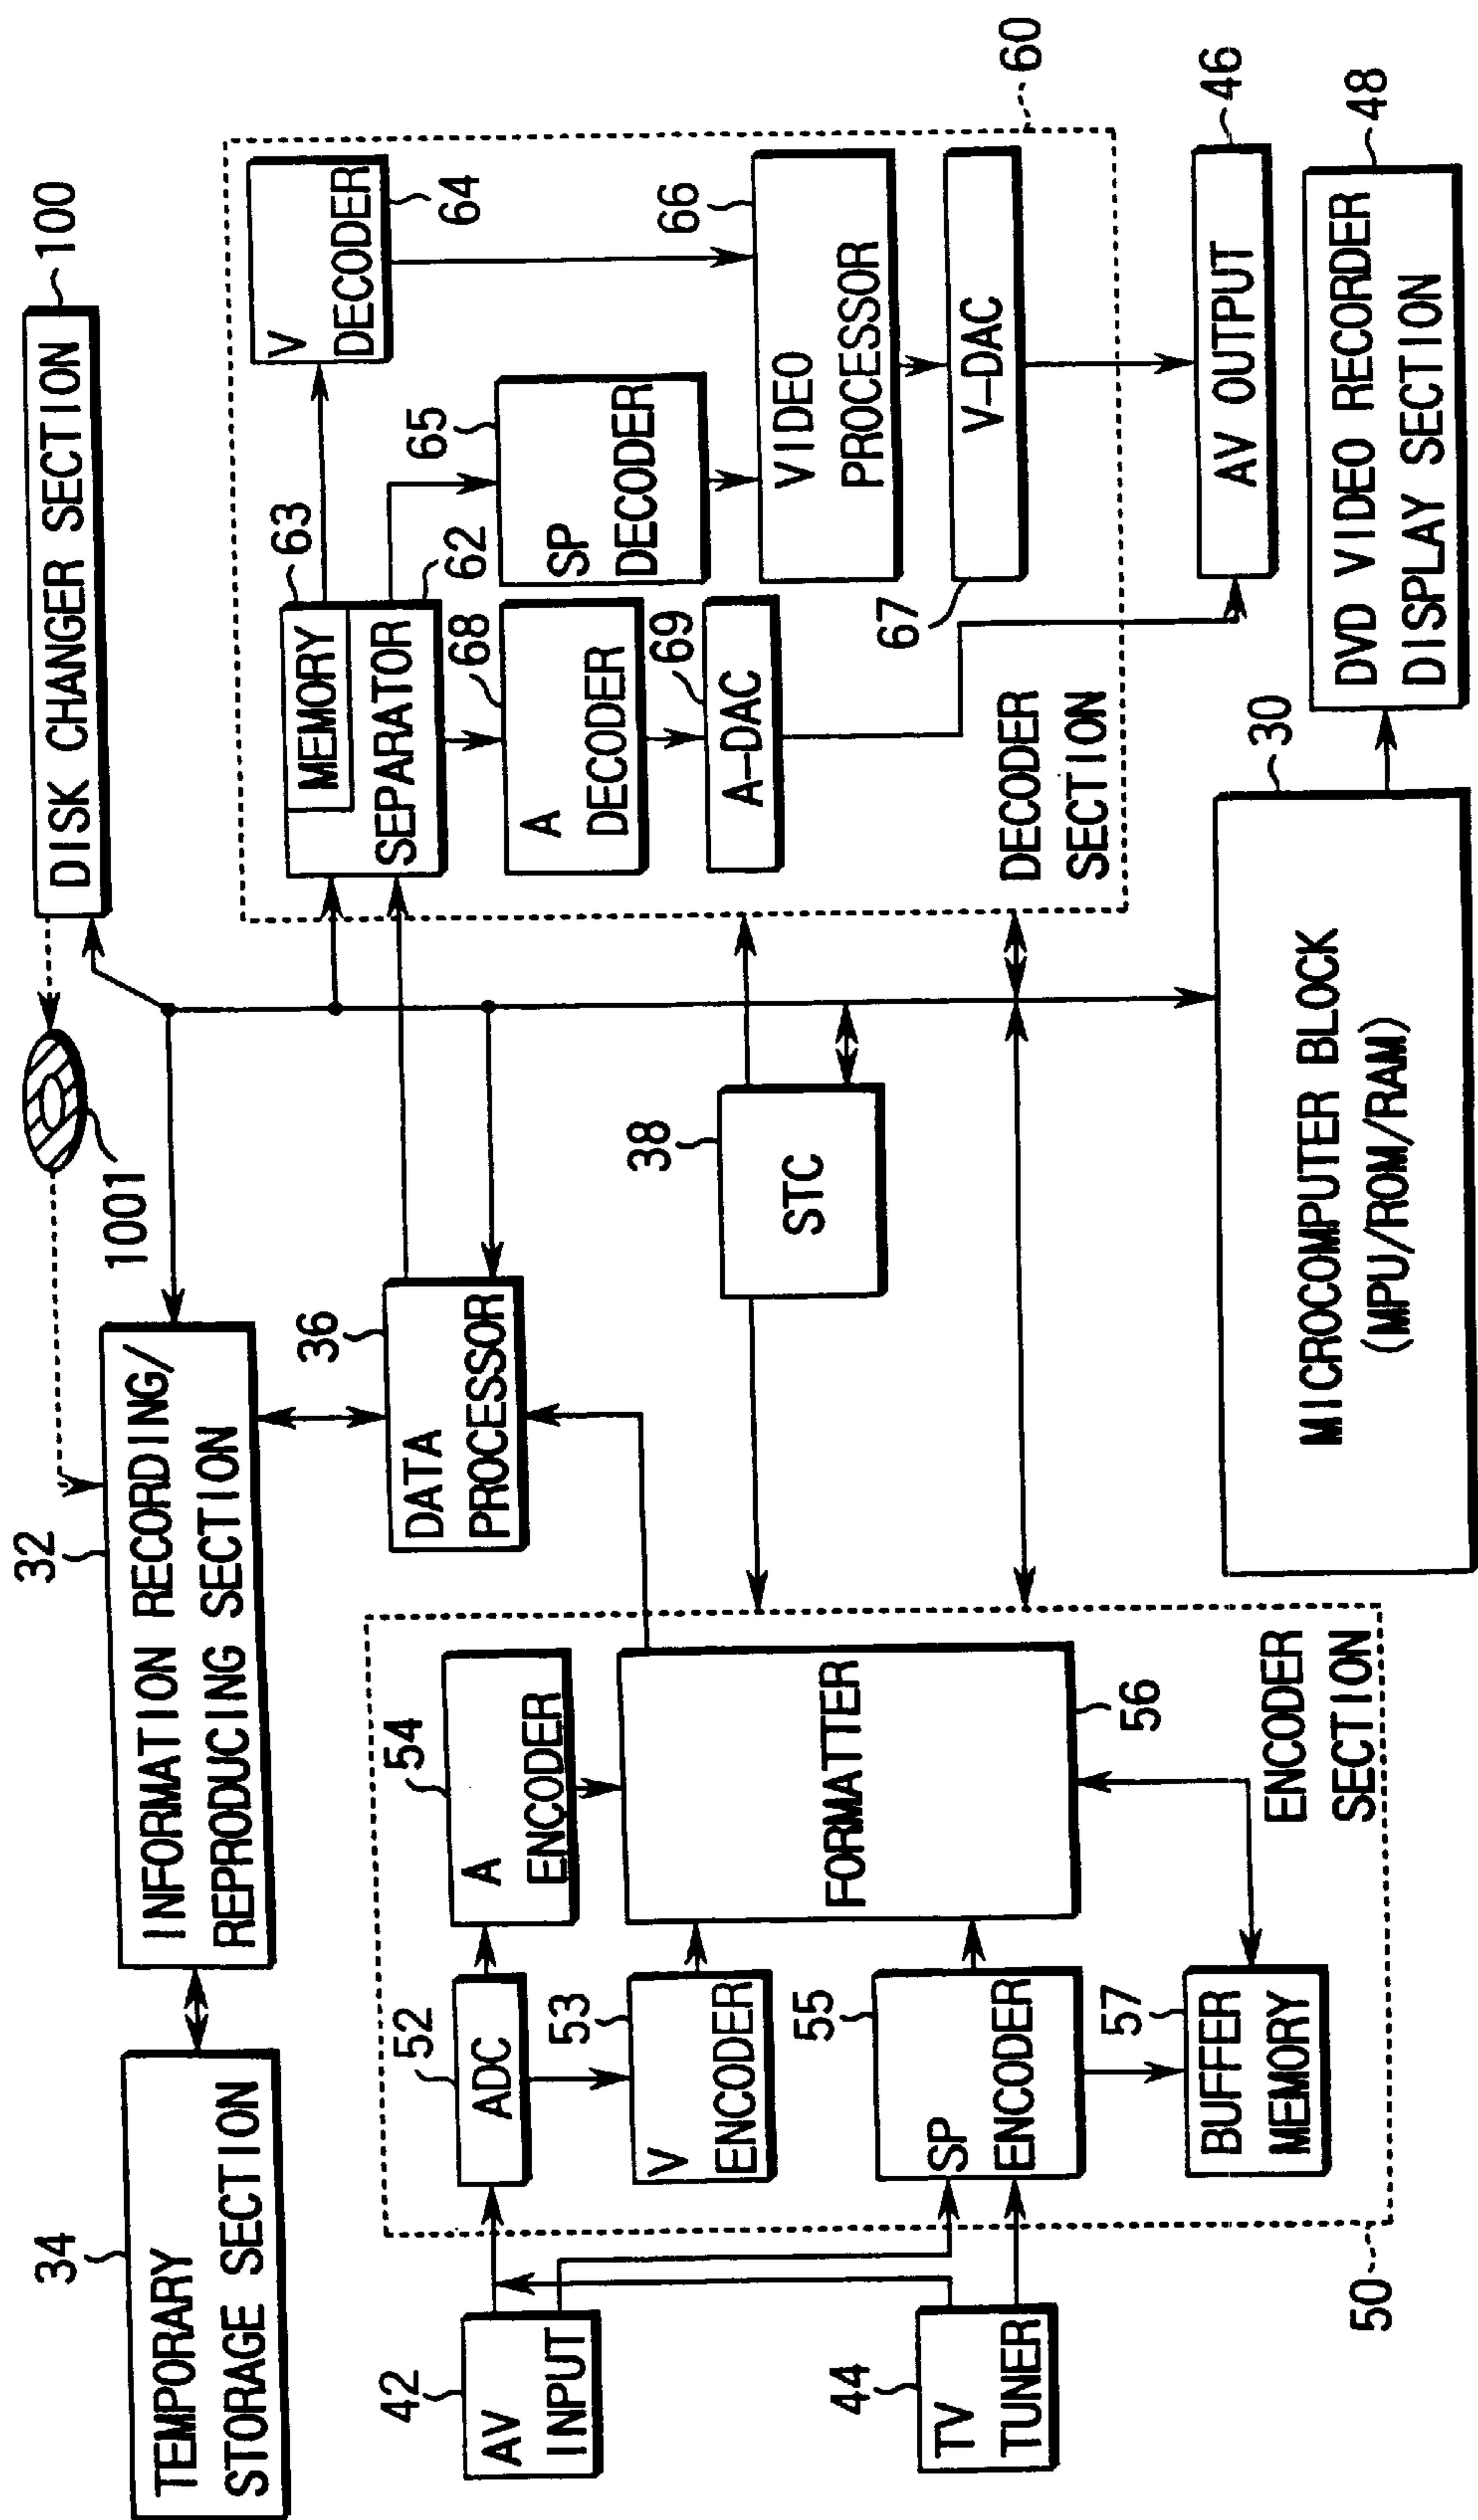 100
DISK CHANGER SECTION
1001
32
INFORMATION RECORDING/
REPRODUCING SECTION
34
TEMPORARY
STORAGE SECTION
36
DATA
PROCESSOR
38
STC
42
AV
INPUT
44
TV
TUNER
52
ADC
53
V
ENCODER
54
A
ENCODER
55
SP
ENCODER
56
FORMATTER
57
BUFFER
MEMORY
ENCODER
SECTION
50
63
MEMORY
62
SEPARATOR
64
V
DECODER
65
SP
DECODER
66
VIDEO
PROCESSOR
67
V-DAC
68
A
DECODER
69
A-DAC
DECODER
SECTION
60
46
AV OUTPUT
48
DVD VIDEO RECORDER
DISPLAY SECTION
30
MICROCOMPUTER BLOCK
(MPU/ROM/RAM)